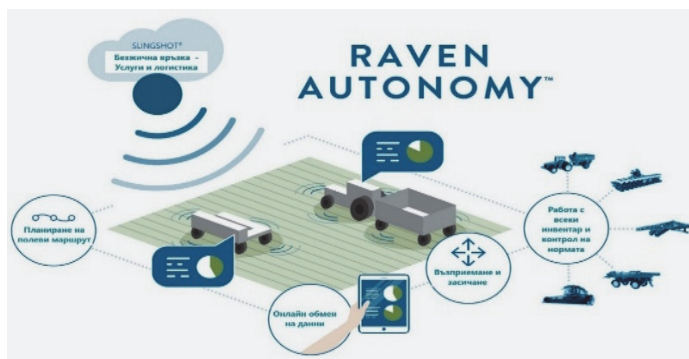 SLINGSHOT®
Безжична връзка -
Услуги и логистика
RAVEN
AUTONOMY™
Планиране на
полеви маршрут
Работа с
всеки
инвентар и
контрол на
нормата
Възприемане и
засичане
Онлайн обмен
на данни